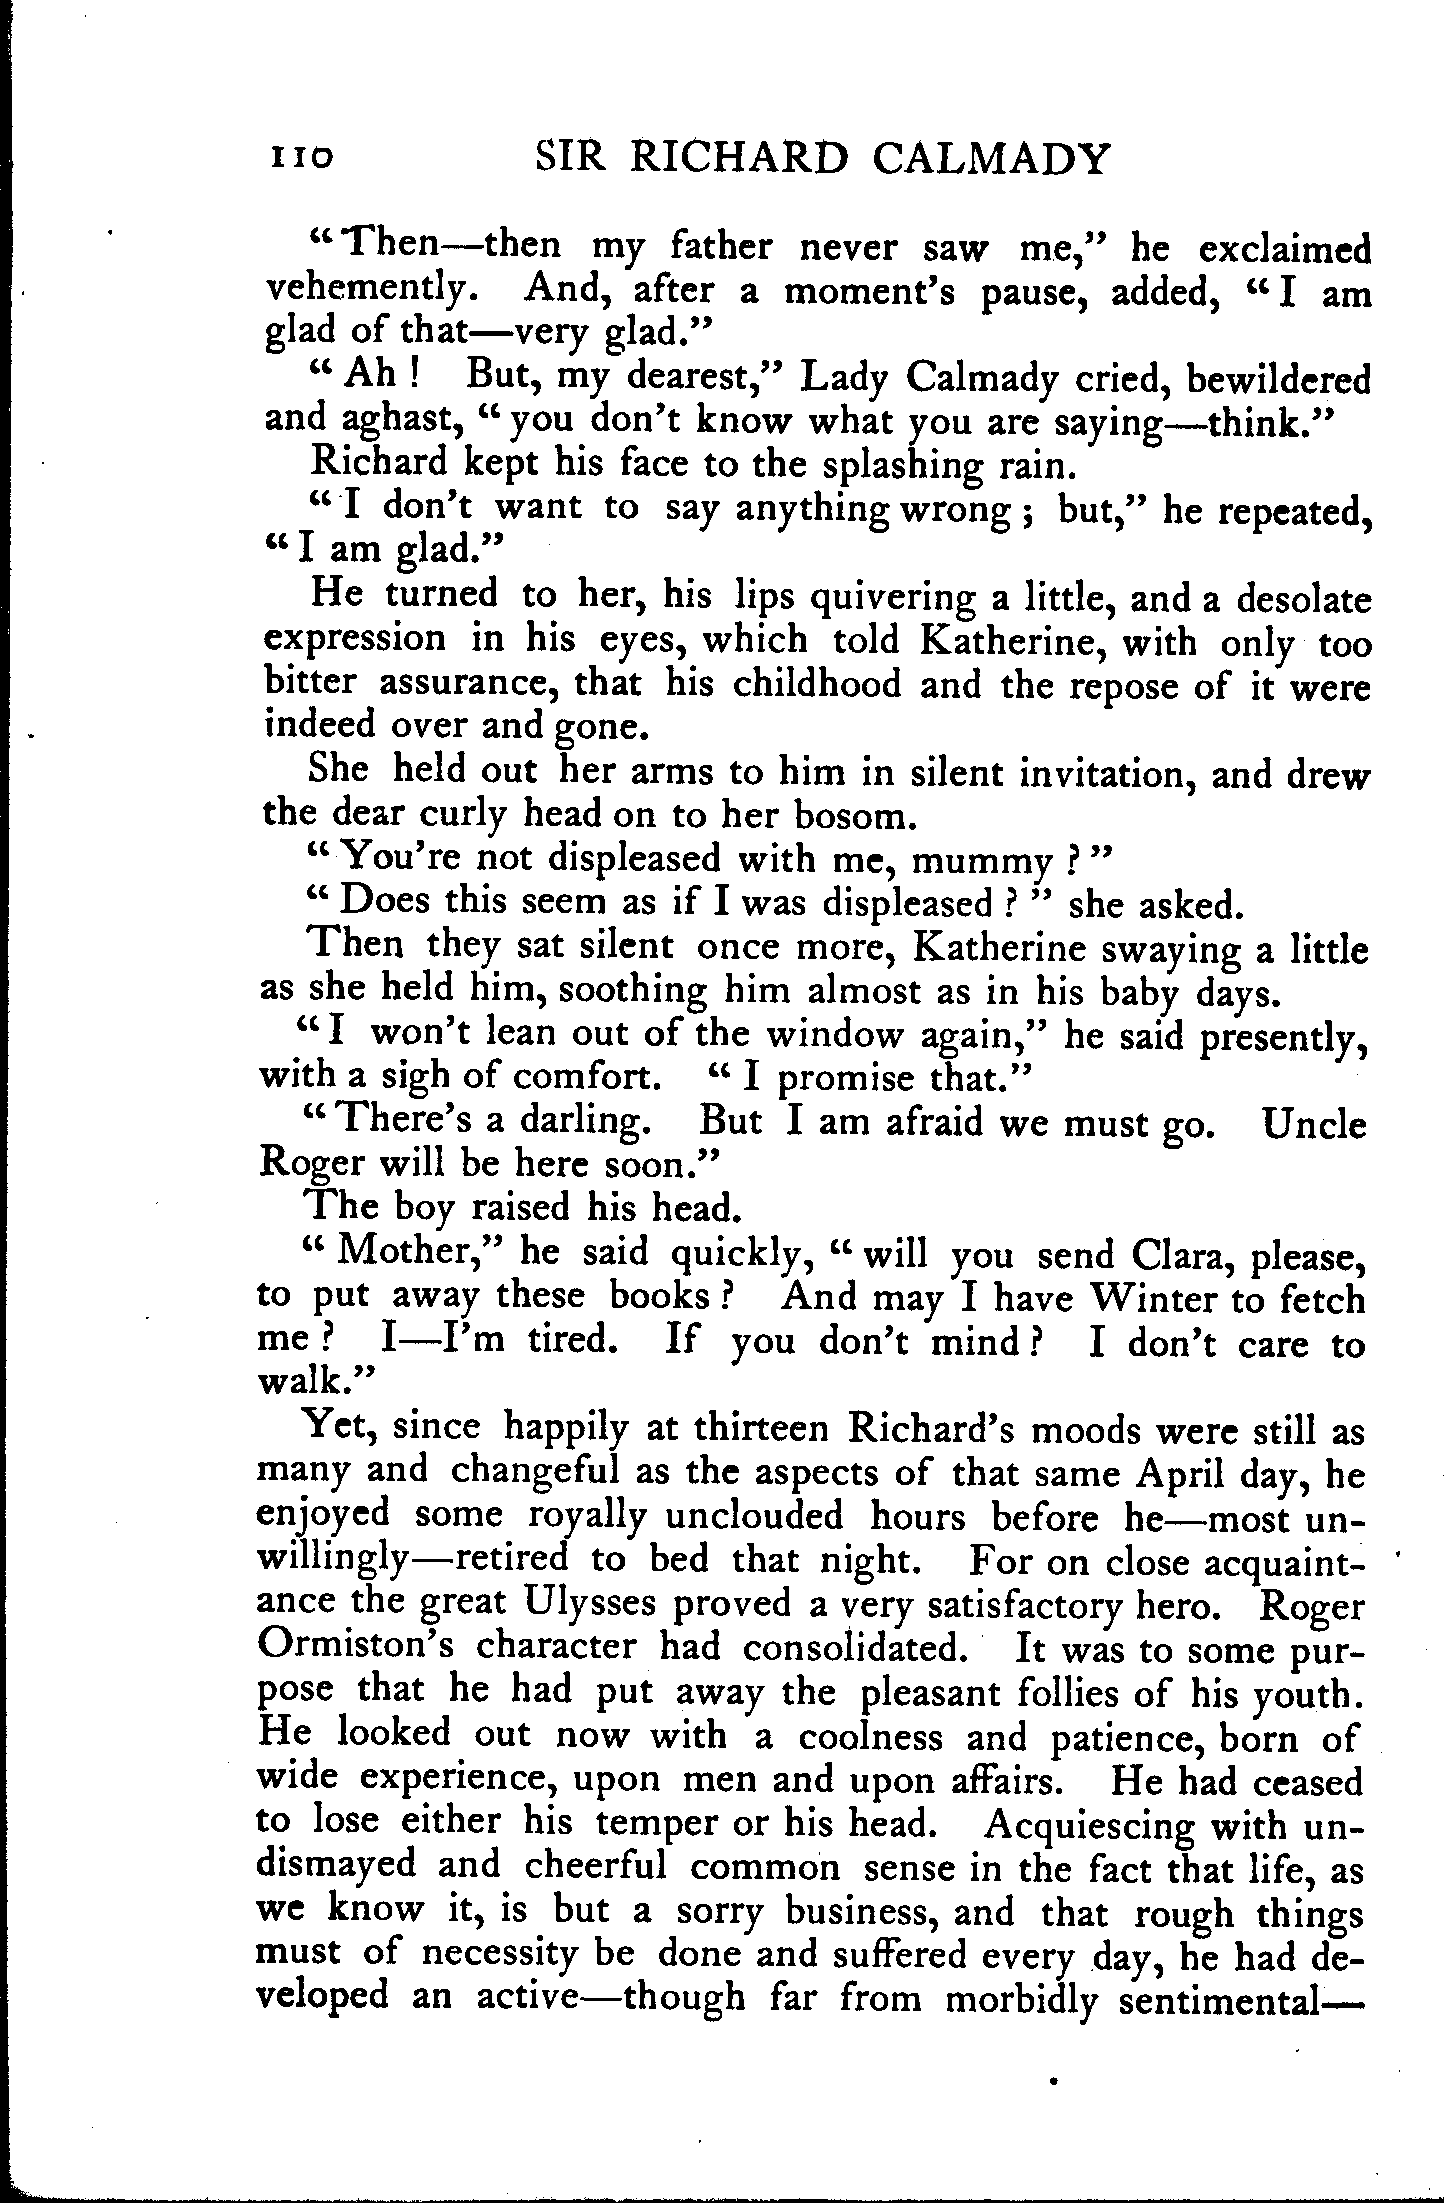 110 SIR RICHARD CALMADY
“Then—then my father never saw me,” he exclaimed
vehemently. And, after a moment's pause, added, “I am
glad of that—very glad.”
“Ah! But, my dearest,” Lady Calmady cried, bewildered
and aghast, “you don't know what you are saying—think.”
Richard kept his face to the splashing rain.
“I don't want to say anything wrong; but,” he repeated,
“I am glad.”
He turned to her, his lips quivering a little, and a desolate
expression in his eyes, which told Katherine, with only too
bitter assurance, that his childhood and the repose of it were
indeed over and gone.
She held out her arms to him in silent invitation, and drew
the dear curly head on to her bosom.
“You're not displeased with me, mummy?”
“Does this seem as if I was displeased?” she asked.
Then they sat silent once more, Katherine swaying a little
as she held him, soothing him almost as in his baby days.
“I won't lean out of the window again,” he said presently,
with a sigh of comfort. “I promise that.”
“There's a darling. But I am afraid we must go. Uncle
Roger will be here soon.”
The boy raised his head.
“Mother,” he said quickly, “will you send Clara, please,
to put away these books? And may I have Winter to fetch
me? I—I'm tired. If you don't mind? I don't care to
walk.”
Yet, since happily at thirteen Richard's moods were still as
many and changeful as the aspects of that same April day, he
enjoyed some royally unclouded hours before he—most un-
willingly—retired to bed that night. For on close acquaint-
ance the great Ulysses proved a very satisfactory hero. Roger
Ormiston's character had consolidated. It was to some pur-
pose that he had put away the pleasant follies of his youth.
He looked out now with a coolness and patience, born of
wide experience, upon men and upon affairs. He had ceased
to lose either his temper or his head. Acquiescing with un-
dismayed and cheerful common sense in the fact that life, as
we know it, is but a sorry business, and that rough things
must of necessity be done and suffered every day, he had de-
veloped an active—though far from morbidly sentimental—